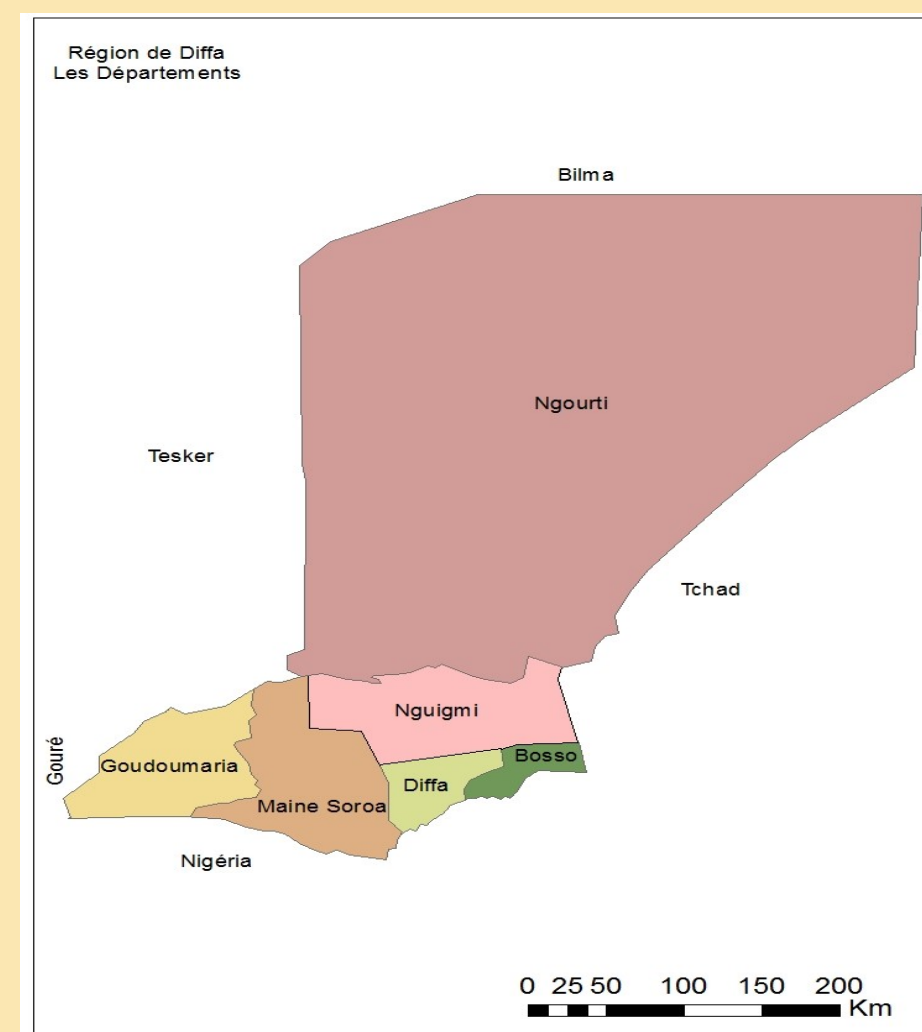 Région de Diffa
Les Départements
Bilma
Ngourti
Tesker
Tchad
Nguigmi
Gouré
Goudoumaria
Bosso
Diffa
Maine Soroa
Nigéria
0 25 50 100 150 200
Km